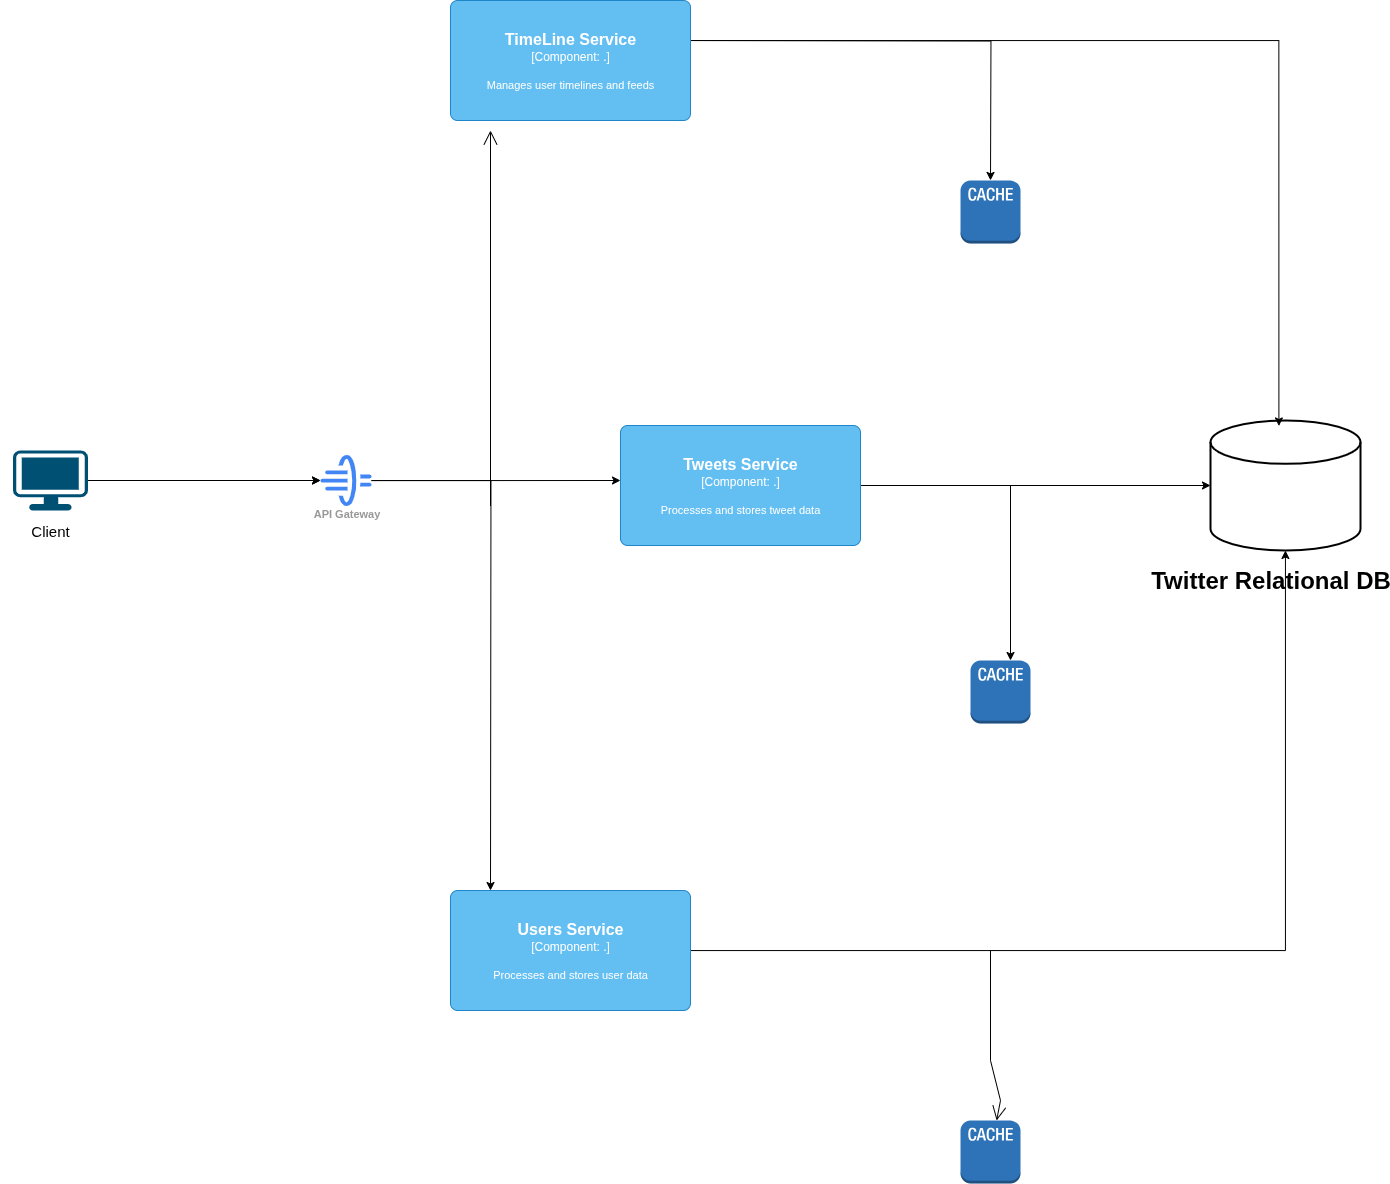 TimeLine Service
[Component: .]
Manages user timelines and feeds
CACHE
Client
API Gateway
Tweets Service
[Component: .]
Processes and stores tweet data
Twitter Relational DB
CACHE
Users Service
[Component: .]
Processes and stores user data
CACHE